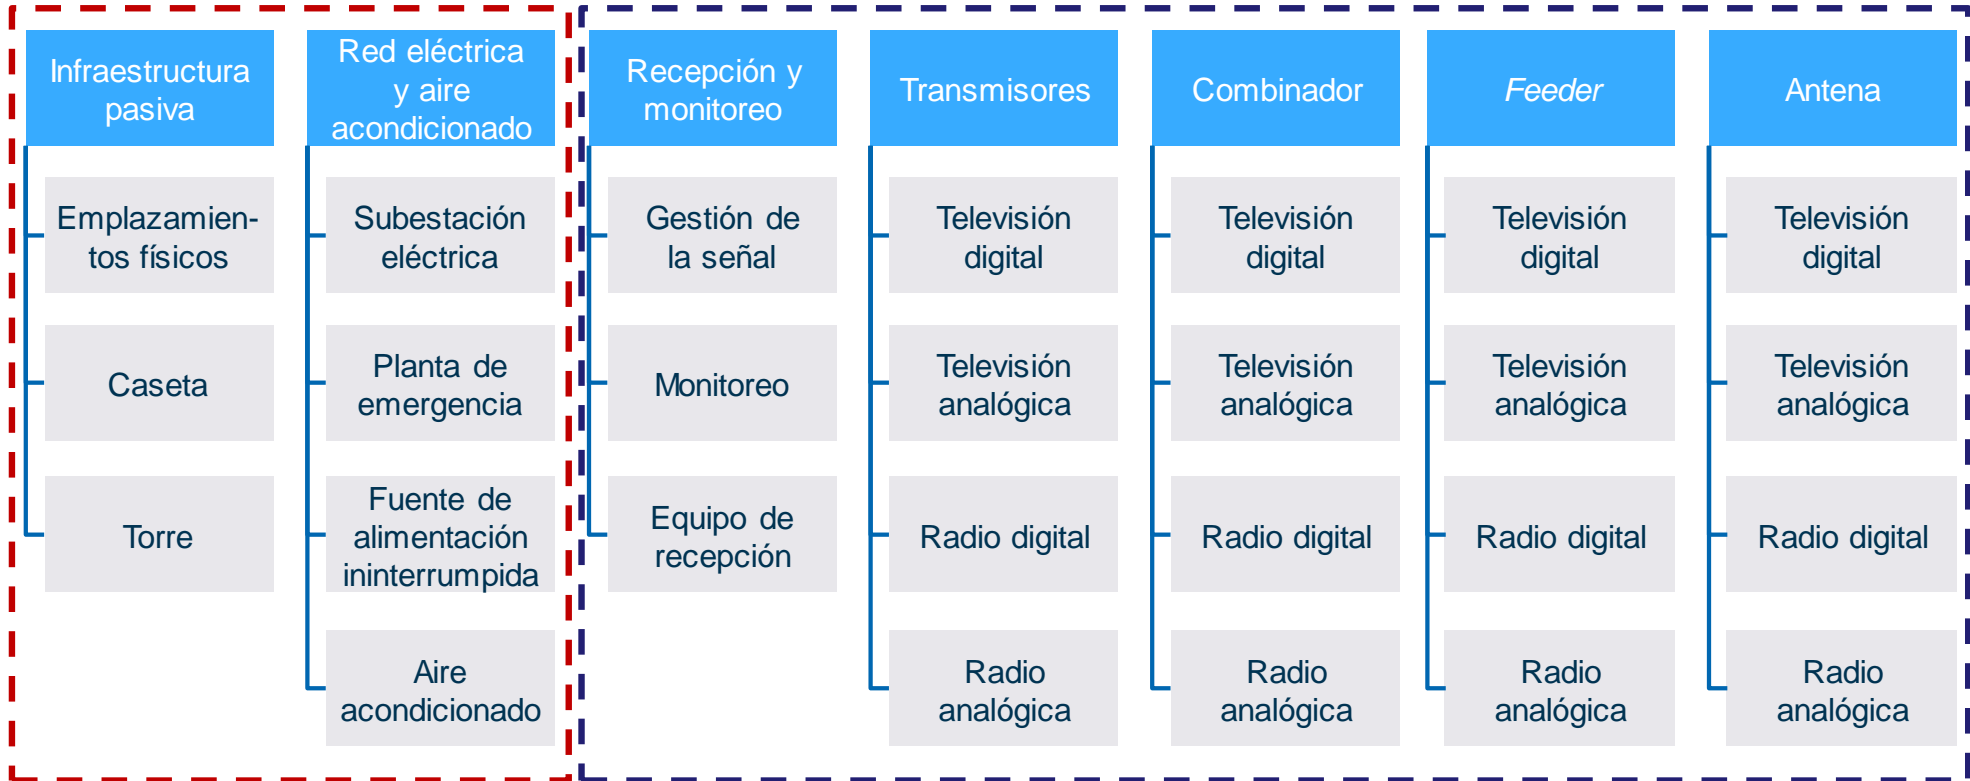 Infraestructura
pasiva
Emplazamien-
tos físicos
Caseta
Torre
Red eléctrica
y aire
acondicionado
Subestación
eléctrica
Planta de
emergencia
Fuente de
alimentación
ininterrumpida
Aire
acondicionado
Recepción y
monitoreo
Gestión de
la señal
Monitoreo
Equipo de
recepción
Transmisores
Televisión
digital
Televisión
analógica
Radio digital
Radio
analógica
Combinador
Televisión
digital
Televisión
analógica
Radio digital
Radio
analógica
Feeder
Televisión
digital
Televisión
analógica
Radio digital
Radio
analógica
Antena
Televisión
digital
Televisión
analógica
Radio digital
Radio
analógica